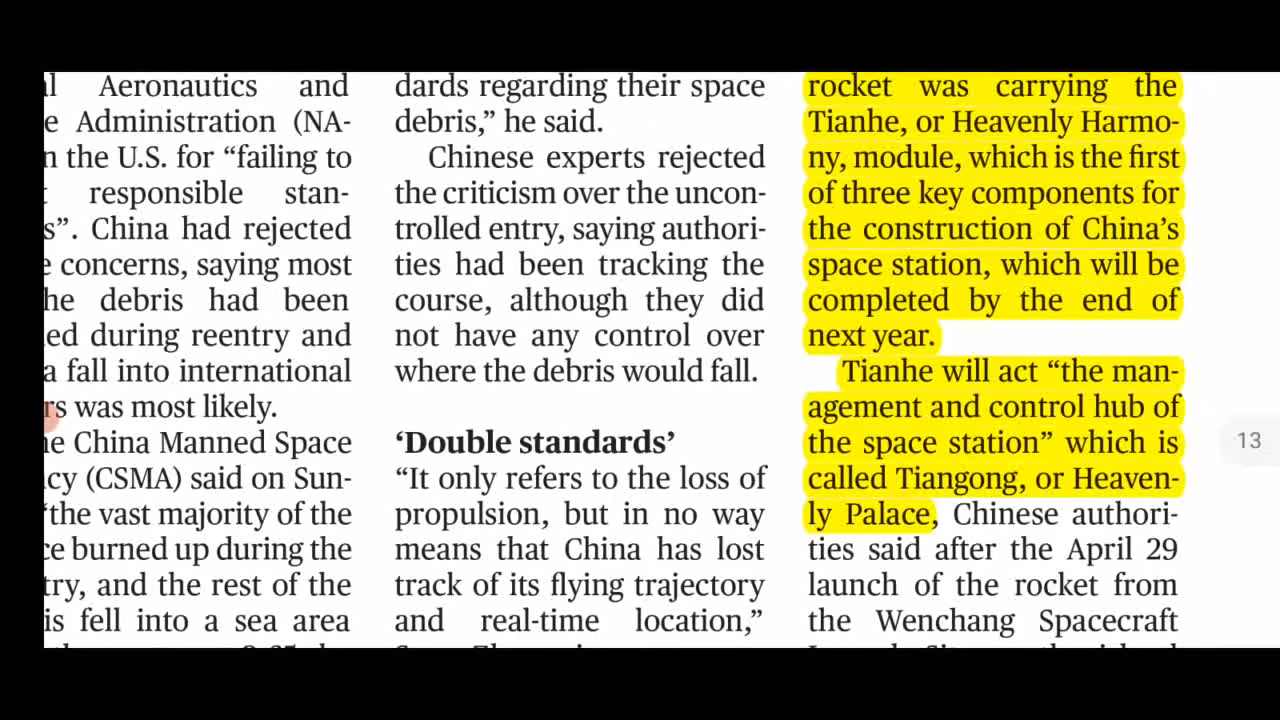 Aeronautics and
Administration (NA-
n the U.S. for “failing to
responsible stan-
s”. China had rejected
concerns, saying most
he debris had been
ed during reentry and
a fall into international
rs was most likely.
he China Manned Space
cy (CSMA) said on Sun-
“the vast majority of the
ce burned up during the
try, and the rest of the
is fell into a sea area
dards regarding their space
debris,” he said.
Chinese experts rejected
the criticism over the uncon-
trolled entry, saying authori-
ties had been tracking the
course, although they did
not have any control over
where the debris would fall.
‘Double standards’
“It only refers to the loss of
propulsion, but in no way
means that China has lost
track of its flying trajectory
and real-time location,”
rocket was carrying the
Tianhe, or Heavenly Harmo-
ny, module, which is the first
of three key components for
the construction of China’s
space station, which will be
completed by the end of
next year.
Tianhe will act “the man-
agement and control hub of
the space station” which is
called Tiangong, or Heaven-
ly Palace, Chinese authori-
ties said after the April 29
launch of the rocket from
the Wenchang Spacecraft
13